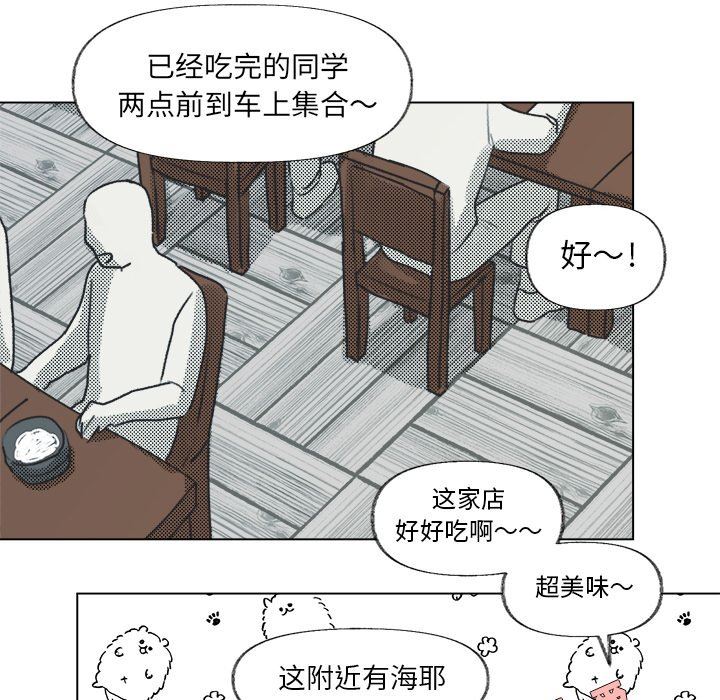 已经吃完的同学
两点前到车上集合～
好～!
这家店
好好吃啊～～
超美味～
这附近有海耶